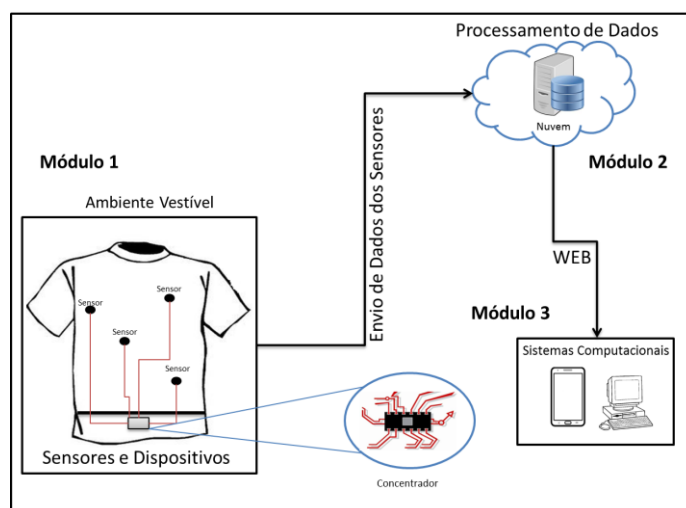 Processamento de Dados
Nuvem
Módulo 1
Módulo 2
Ambiente Vestível
Envio de Dados dos Sensores
WEB
Sensor
Sensor
Sensor
Sensor
Módulo 3
Sistemas Computacionais
Sensores e Dispositivos
Concentrador